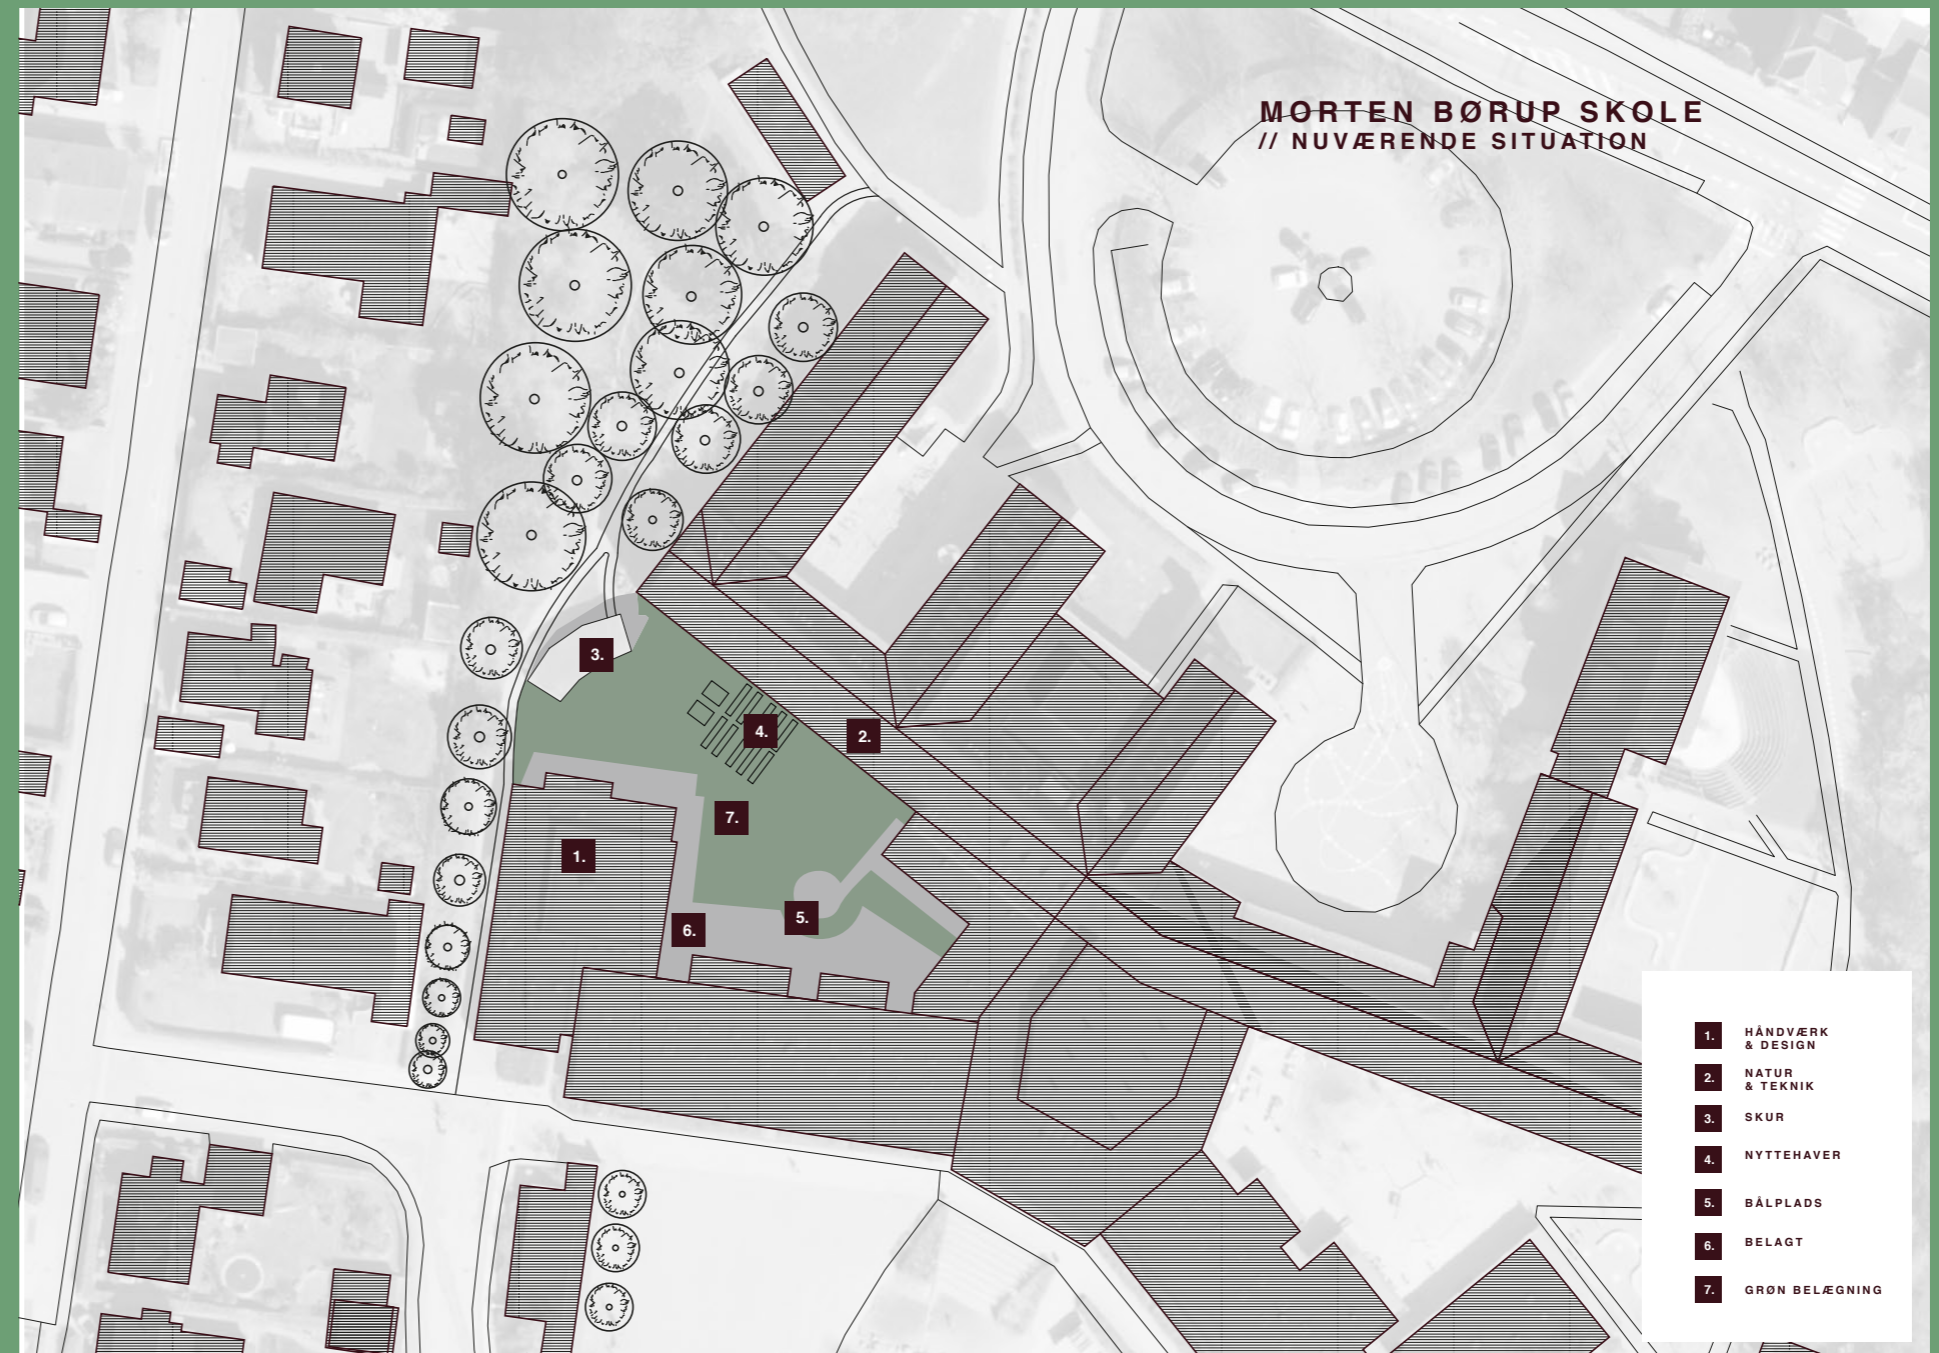 MORTEN BØRUP SKOLE
// NUVÆRENDE SITUATION
3.
4.
2.
7.
1.
5.
6.
1. HÅNDVÆRK
& DESIGN
2. NATUR
& TEKNIK
3. SKUR
4. NYTTEHAVER
5. BÅLPLADS
6. BELAGT
7. GRØN BELÆGNING